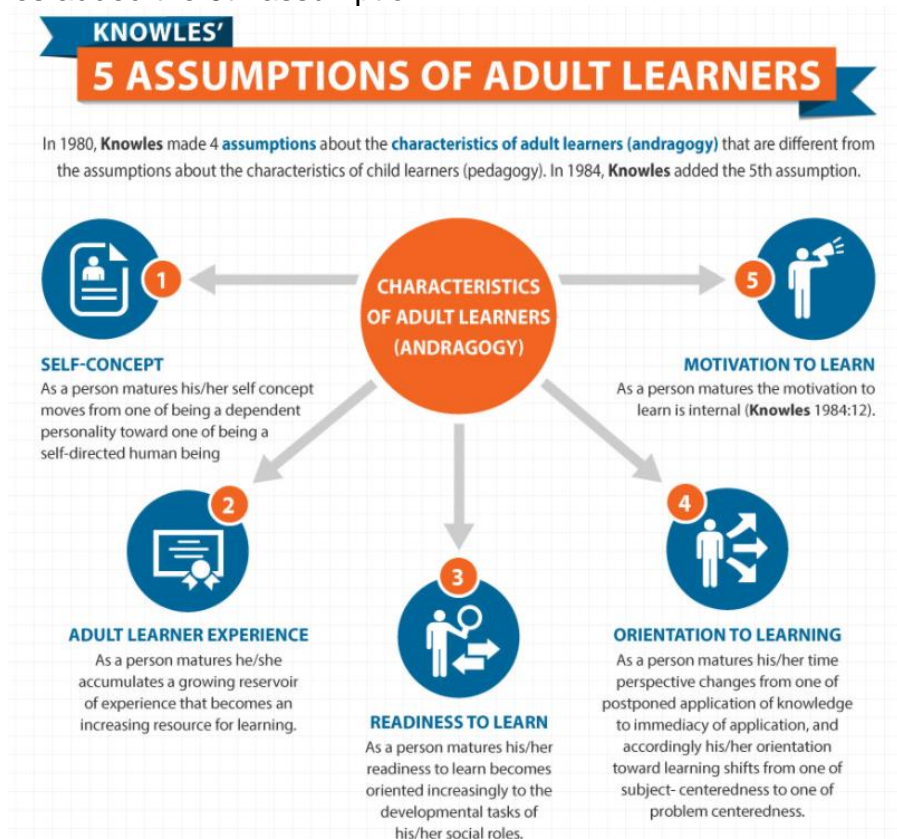 KNOWLES'
5 ASSUMPTIONS OF ADULT LEARNERS
In 1980, Knowles made 4 assumptions about the characteristics of adult learners (andragogy) that are different from
the assumptions about the characteristics of child learners (pedagogy). In 1984, Knowles added the 5th assumption.
CHARACTERISTICS
OF ADULT LEARNERS
(ANDRAGOGY)
1
SELF-CONCEPT
As a person matures his/her self concept
moves from one of being a dependent
personality toward one of being a
self-directed human being
2
ADULT LEARNER EXPERIENCE
As a person matures he/she
accumulates a growing reservoir
of experience that becomes an
increasing resource for learning.
3
READINESS TO LEARN
As a person matures his/her
readiness to learn becomes
oriented increasingly to the
developmental tasks of
his/her social roles.
4
ORIENTATION TO LEARNING
As a person matures his/her time
perspective changes from one of
postponed application of knowledge
to immediacy of application, and
accordingly his/her orientation
toward learning shifts from one of
subject- centeredness to one of
problem centeredness.
5
MOTIVATION TO LEARN
As a person matures the motivation to
learn is internal (Knowles 1984:12).